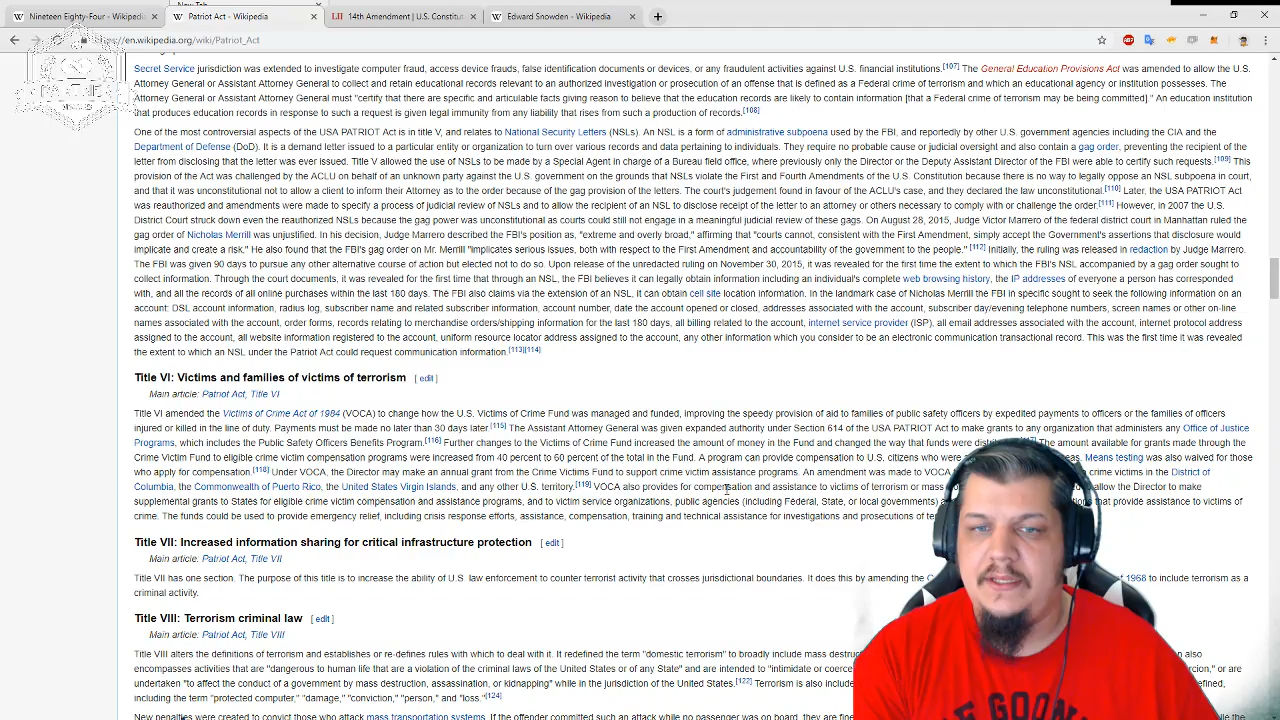 New Tab
Nineteen Eighty-Four - Wikipedia
Patriot Act - Wikipedia
LII 14th Amendment | U.S. Constitut
Edward Snowden - Wikipedia
https://en.wikipedia.org/wiki/Patriot_Act
Secret Service jurisdiction was extended to investigate computer fraud, access device frauds, false identification documents or devices, or any fraudulent activities against U.S. financial institutions.[107] The General Education Provisions Act was amended to allow the U.S.
Attorney General or Assistant Attorney General to collect and retain educational records relevant to an authorized investigation or prosecution of an offense that is defined as a Federal crime of terrorism and which an educational agency or institution possesses. The
Attorney General or Assistant Attorney General must "certify that there are specific and articulable facts giving reason to believe that the education records are likely to contain information [that a Federal crime of terrorism may be being committed]." An education institution
that produces education records in response to such a request is given legal immunity from any liability that rises from such a production of records.[108]
One of the most controversial aspects of the USA PATRIOT Act is in title V, and relates to National Security Letters (NSLs). An NSL is a form of administrative subpoena used by the FBI, and reportedly by other U.S. government agencies including the CIA and the
Department of Defense (DoD). It is a demand letter issued to a particular entity or organization to turn over various records and data pertaining to individuals. They require no probable cause or judicial oversight and also contain a gag order, preventing the recipient of the
letter from disclosing that the letter was ever issued. Title V allowed the use of NSLs to be made by a Special Agent in charge of a Bureau field office, where previously only the Director or the Deputy Assistant Director of the FBI were able to certify such requests.[109] This
provision of the Act was challenged by the ACLU on behalf of an unknown party against the U.S. government on the grounds that NSLs violate the First and Fourth Amendments of the U.S. Constitution because there is no way to legally oppose an NSL subpoena in court,
and that it was unconstitutional not to allow a client to inform their Attorney as to the order because of the gag provision of the letters. The court's judgement found in favour of the ACLU's case, and they declared the law unconstitutional.[110] Later, the USA PATRIOT Act
was reauthorized and amendments were made to specify a process of judicial review of NSLs and to allow the recipient of an NSL to disclose receipt of the letter to an attorney or others necessary to comply with or challenge the order.[111] However, in 2007 the U.S.
District Court struck down even the reauthorized NSLs because the gag power was unconstitutional as courts could still not engage in a meaningful judicial review of these gags. On August 28, 2015, Judge Victor Marrero of the federal district court in Manhattan ruled the
gag order of Nicholas Merrill was unjustified. In his decision, Judge Marrero described the FBI's position as, "extreme and overly broad," affirming that "courts cannot, consistent with the First Amendment, simply accept the Government's assertions that disclosure would
implicate and create a risk." He also found that the FBI's gag order on Mr. Merrill "implicates serious issues, both with respect to the First Amendment and accountability of the government to the people." [112] Initially, the ruling was released in redaction by Judge Marrero.
The FBI was given 90 days to pursue any other alternative course of action but elected not to do so. Upon release of the unredacted ruling on November 30, 2015, it was revealed for the first time the extent to which the FBI's NSL accompanied by a gag order sought to
collect information. Through the court documents, it was revealed for the first time that through an NSL, the FBI believes it can legally obtain information including an individual's complete web browsing history, the IP addresses of everyone a person has corresponded
with, and all the records of all online purchases within the last 180 days. The FBI also claims via the extension of an NSL, it can obtain cell site location information. In the landmark case of Nicholas Merrill the FBI in specific sought to seek the following information on an
account: DSL account information, radius log, subscriber name and related subscriber information, account number, date the account opened or closed, addresses associated with the account, subscriber day/evening telephone numbers, screen names or other on-line
names associated with the account, order forms, records relating to merchandise orders/shipping information for the last 180 days, all billing related to the account, internet service provider (ISP), all email addresses associated with the account, internet protocol address
assigned to the account, all website information registered to the account, uniform resource locator address assigned to the account, any other information which you consider to be an electronic communication transactional record. This was the first time it was revealed
the extent to which an NSL under the Patriot Act could request communication information.[113][114]
Title VI: Victims and families of victims of terrorism [ edit ]
Main article: Patriot Act, Title VI
Title VI amended the Victims of Crime Act of 1984 (VOCA) to change how the U.S. Victims of Crime Fund was managed and funded, improving the speedy provision of aid to families of public safety officers by expedited payments to officers or the families of officers
injured or killed in the line of duty. Payments must be made no later than 30 days later.[115] The Assistant Attorney General was given expanded authority under Section 614 of the USA PATRIOT Act to make grants to any organization that administers any Office of Justice
Programs, which includes the Public Safety Officers Benefits Program.[116] Further changes to the Victims of Crime Fund increased the amount of money in the Fund and changed the way that funds were The amount available for grants made through the
Crime Victim Fund to eligible crime victim compensation programs were increased from 40 percent to 60 percent of the total in the Fund. A program can provide compensation to U.S. citizens who were Means testing was also waived for those
who apply for compensation.[118] Under VOCA, the Director may make an annual grant from the Crime Victims Fund to support crime victim assistance programs. An amendment was made to VOCA crime victims in the District of
Columbia, the Commonwealth of Puerto Rico, the United States Virgin Islands, and any other U.S. territory.[119] VOCA also provides for compensation and assistance to victims of terrorism or mass allow the Director to make
supplemental grants to States for eligible crime victim compensation and assistance programs, and to victim service organizations, public agencies (including Federal, State, or local governments) that provide assistance to victims of
crime. The funds could be used to provide emergency relief, including crisis response efforts, assistance, compensation, training and technical assistance for investigations and prosecutions of
Title VII: Increased information sharing for critical infrastructure protection [ edit ]
Main article: Patriot Act, Title VII
Title VII has one section. The purpose of this title is to increase the ability of U.S. law enforcement to counter terrorist activity that crosses jurisdictional boundaries. It does this by amending the 1968 to include terrorism as a
criminal activity.
Title VIII: Terrorism criminal law [ edit ]
Main article: Patriot Act, Title VIII
Title VIII alters the definitions of terrorism and establishes or re-defines rules with which to deal with it. It redefined the term "domestic terrorism" to broadly include mass also
encompasses activities that are "dangerous to human life that are a violation of the criminal laws of the United States or of any State" and are intended to "intimidate or or are
undertaken "to affect the conduct of a government by mass destruction, assassination, or kidnapping" while in the jurisdiction of the United States.[122] Terrorism is also
including the term "protected computer," "damage," "conviction," "person," and "loss."[124]
New penalties were created to convict those who attack mass transportation systems. If the offender committed such an attack while no passenger was on board, they are